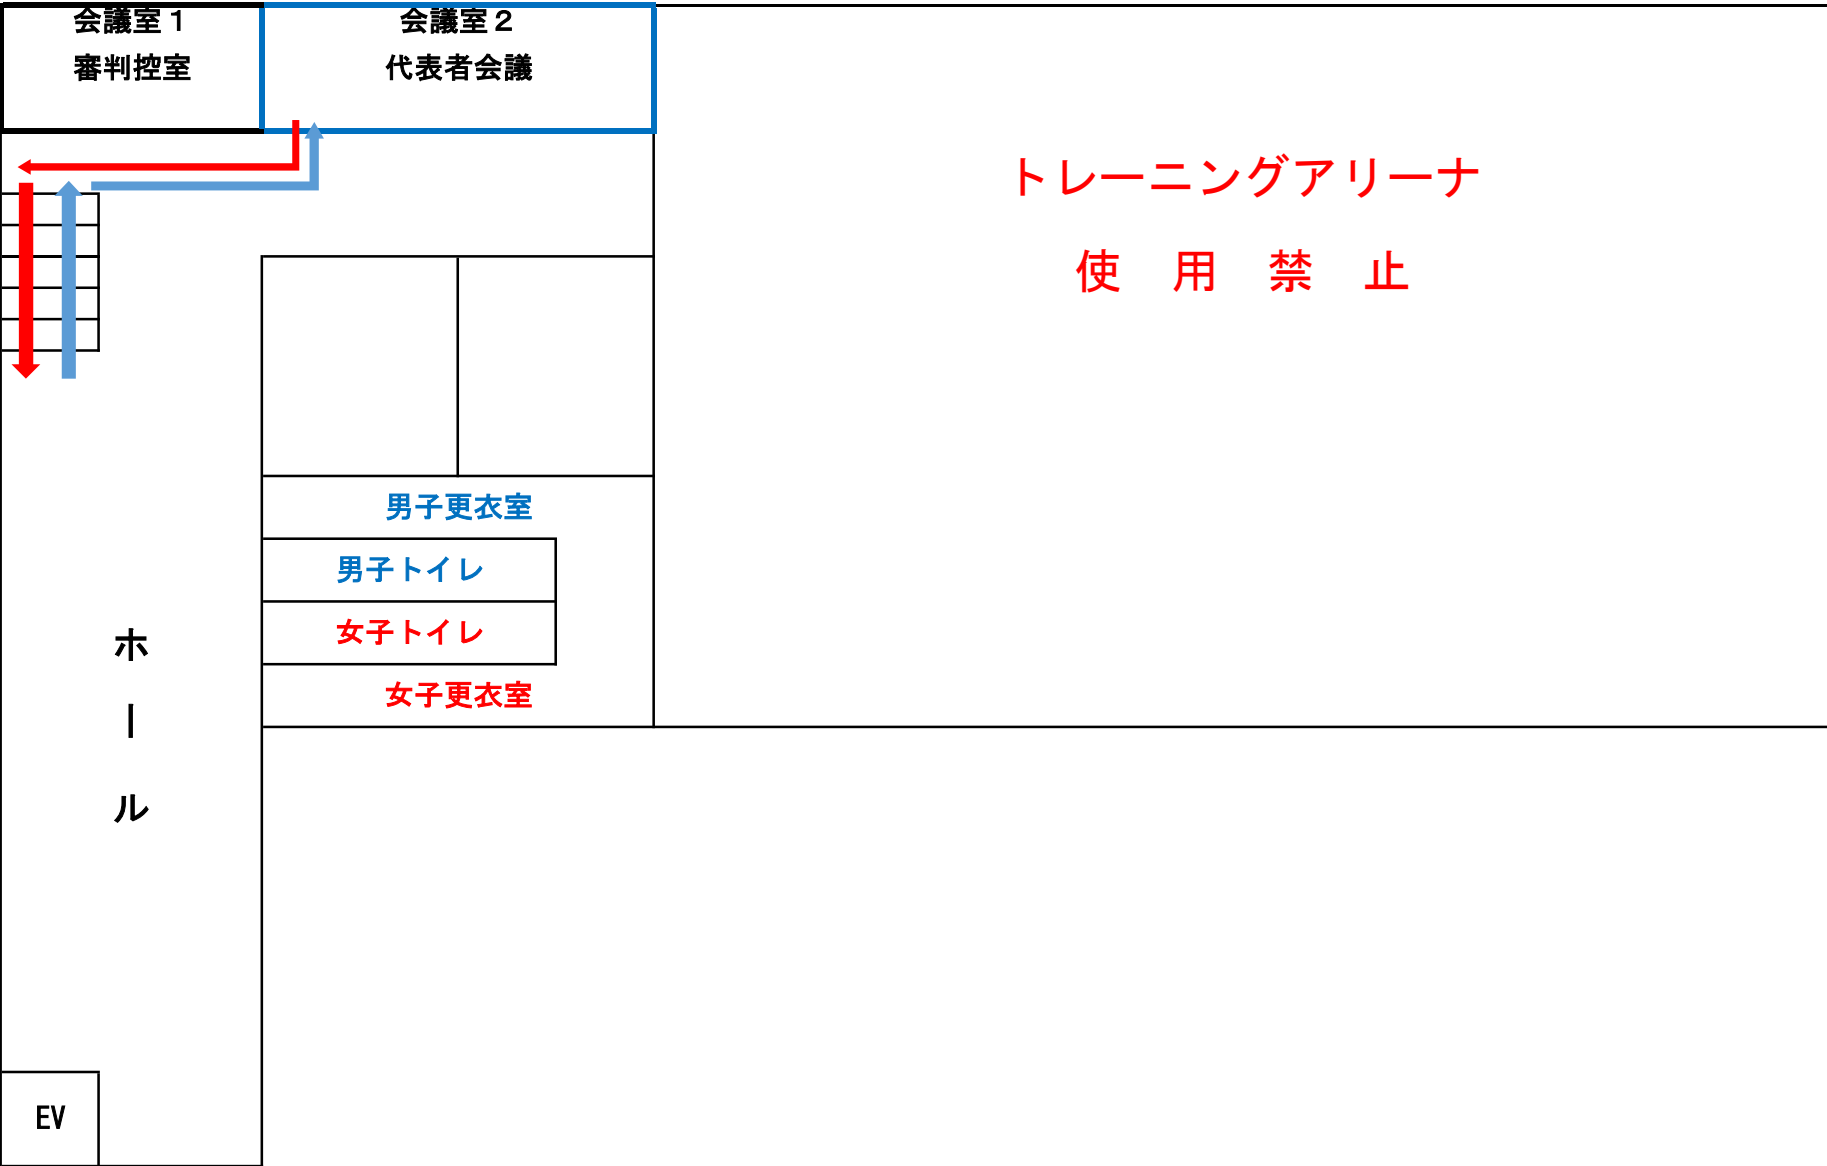 会議室１
審判控室
会議室２
代表者会議
トレーニングアリーナ
使　用　禁　止
男子更衣室
男子トイレ
女子トイレ
女子更衣室
ホール
EV